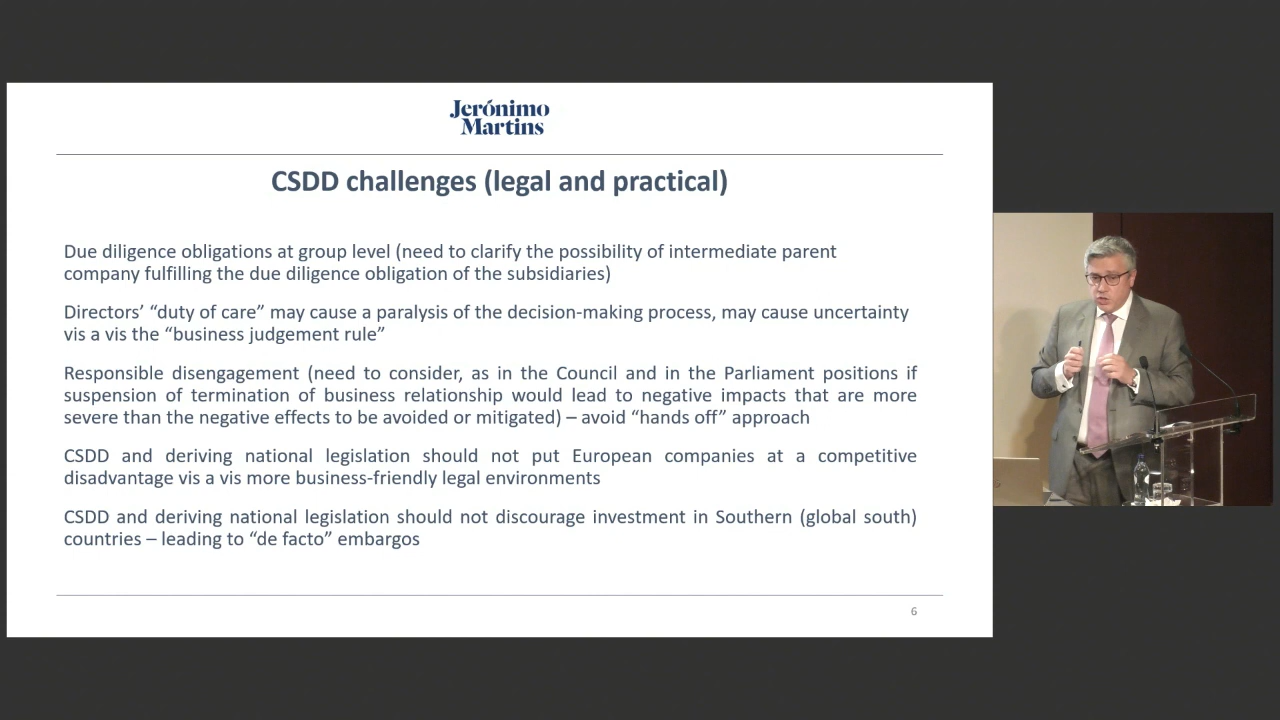 Jerónimo
Martins
CSDD challenges (legal and practical)
Due diligence obligations at group level (need to clarify the possibility of intermediate parent
company fulfilling the due diligence obligation of the subsidiaries)
Directors’ “duty of care” may cause a paralysis of the decision-making process, may cause uncertainty
vis a vis the “business judgement rule”
Responsible disengagement (need to consider, as in the Council and in the Parliament positions if
suspension of termination of business relationship would lead to negative impacts that are more
severe than the negative effects to be avoided or mitigated) – avoid “hands off” approach
CSDD and deriving national legislation should not put European companies at a competitive
disadvantage vis a vis more business-friendly legal environments
CSDD and deriving national legislation should not discourage investment in Southern (global south)
countries – leading to “de facto” embargos
6